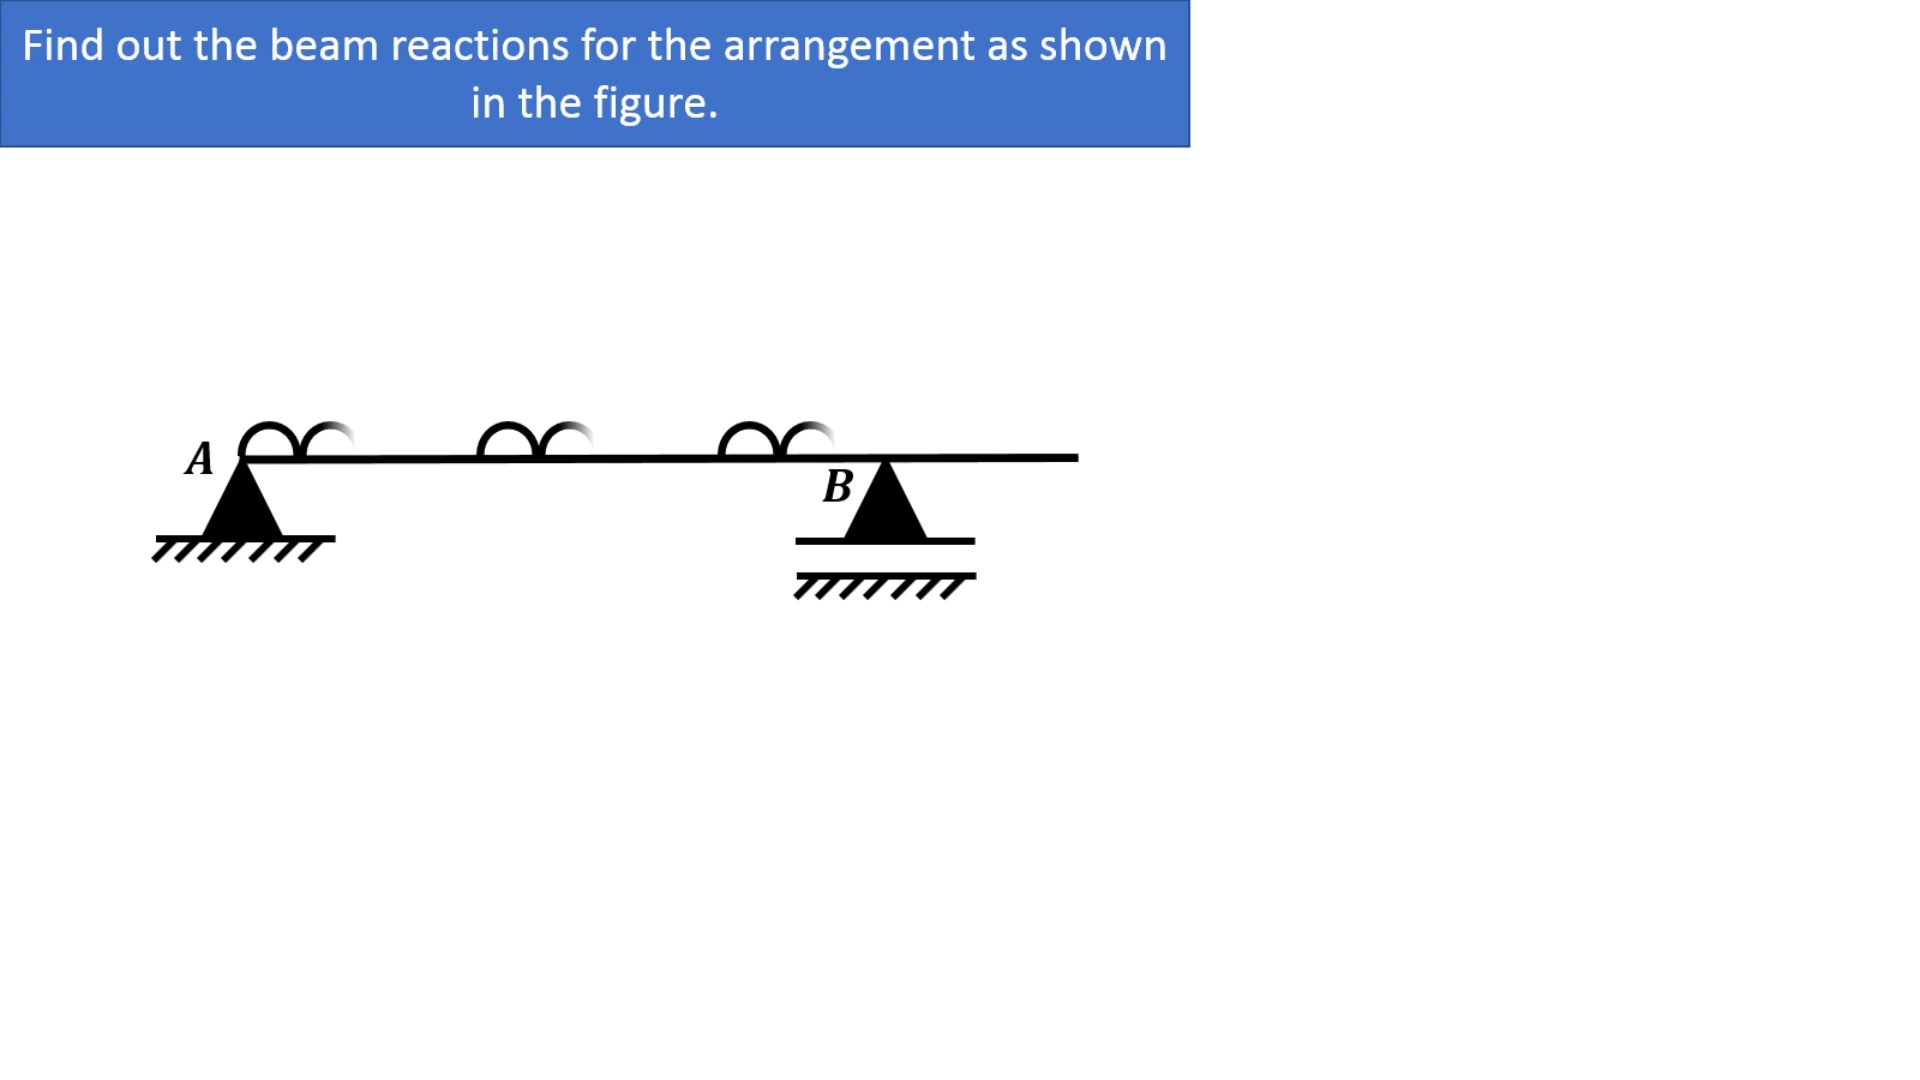 Find out the beam reactions for the arrangement as shown
in the figure.
A
B